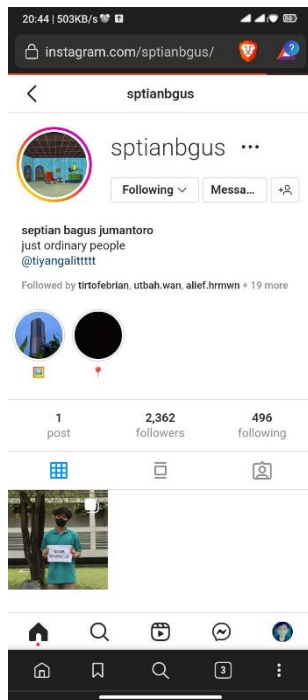 20:44 | 503KB/s
instagram.com/sptianbgus/
sptianbgus
sptianbgus
Following
Messa...
septian bagus jumantoro
just ordinary people
@tiyangalittttt
Followed by tirtofebrian, utbah.wan, alief.hrmwn + 19 more
1 2,362 496
post followers following
3